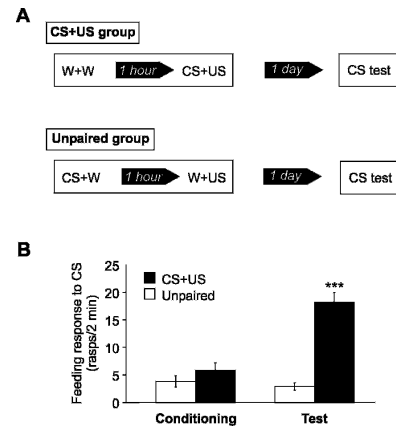 A
CS+US group
W+W 1 hour CS+US 1 day CS test
Unpaired group
CS+W 1 hour W+US 1 day CS test
B
Feeding response to CS
(rasps/2 min)
25
20
15
10
5
0
CS+US
Unpaired
***
Conditioning Test